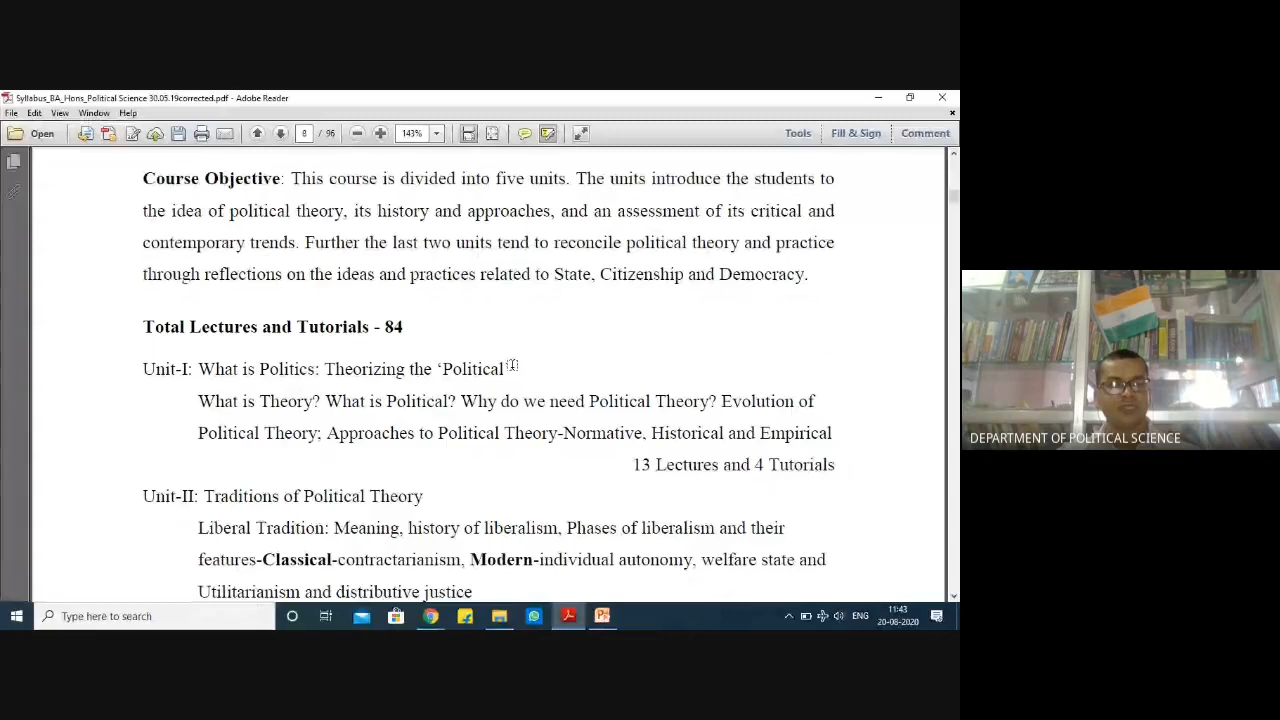 Syllabus_BA_Hons_Political Science 30.05.19corrected.pdf - Adobe Reader
File Edit View Window Help
Open 8 / 96 143% Tools Fill & Sign Comment
Course Objective: This course is divided into five units. The units introduce the students to
the idea of political theory, its history and approaches, and an assessment of its critical and
contemporary trends. Further the last two units tend to reconcile political theory and practice
through reflections on the ideas and practices related to State, Citizenship and Democracy.
Total Lectures and Tutorials - 84
Unit-I: What is Politics: Theorizing the ‘Political’
What is Theory? What is Political? Why do we need Political Theory? Evolution of
Political Theory; Approaches to Political Theory-Normative, Historical and Empirical
13 Lectures and 4 Tutorials
Unit-II: Traditions of Political Theory
Liberal Tradition: Meaning, history of liberalism, Phases of liberalism and their
features-Classical-contractarianism, Modern-individual autonomy, welfare state and
Utilitarianism and distributive justice
DEPARTMENT OF POLITICAL SCIENCE
Type here to search
ENG
11:43
20-08-2020